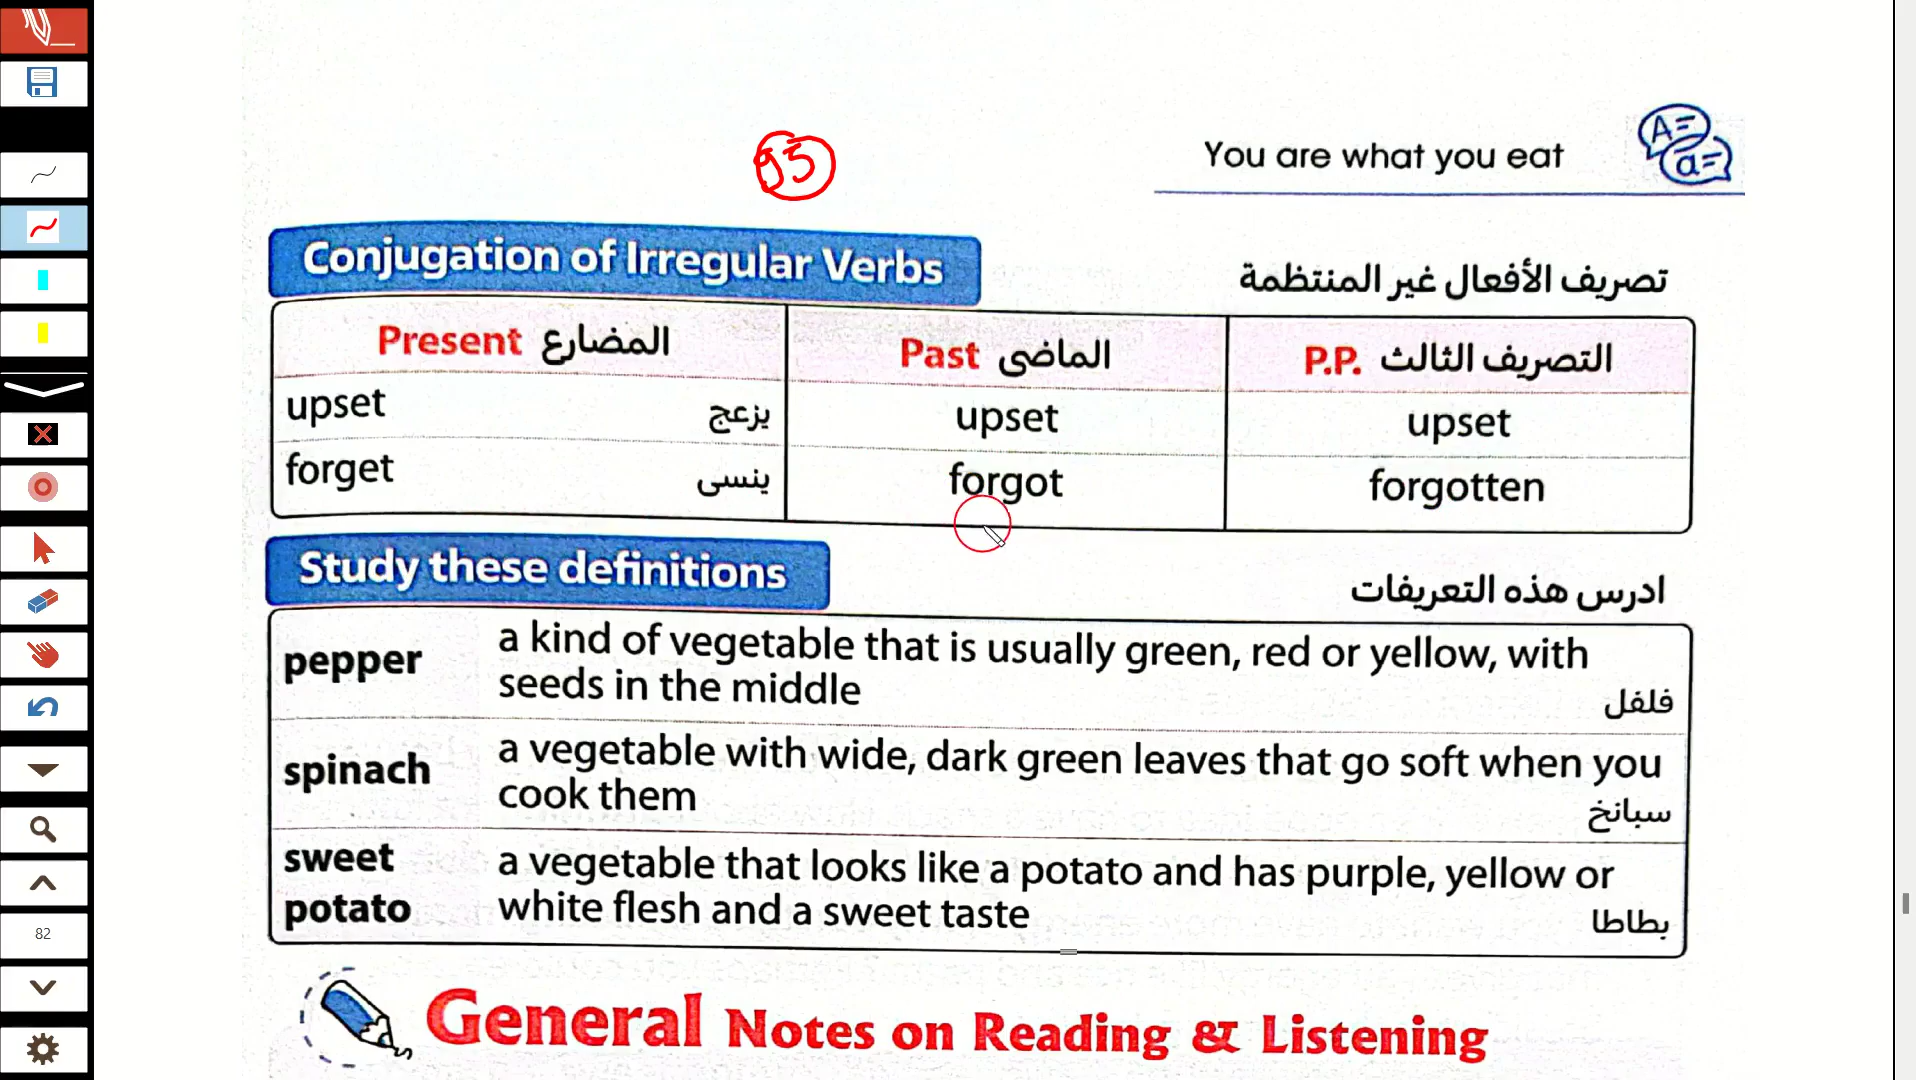 95
You are what you eat
A=
a=
Conjugation of Irregular Verbs
تصريف الأفعال غير المنتظمة
Present المضارع
Past الماضى
P.P. التصريف الثالث
upset يزعج
upset
upset
forget ينسى
forgot
forgotten
Study these definitions
ادرس هذه التعريفات
pepper
a kind of vegetable that is usually green, red or yellow, with
seeds in the middle
فلفل
spinach
a vegetable with wide, dark green leaves that go soft when you
cook them
سبانخ
sweet
potato
a vegetable that looks like a potato and has purple, yellow or
white flesh and a sweet taste
بطاطا
General Notes on Reading & Listening
82